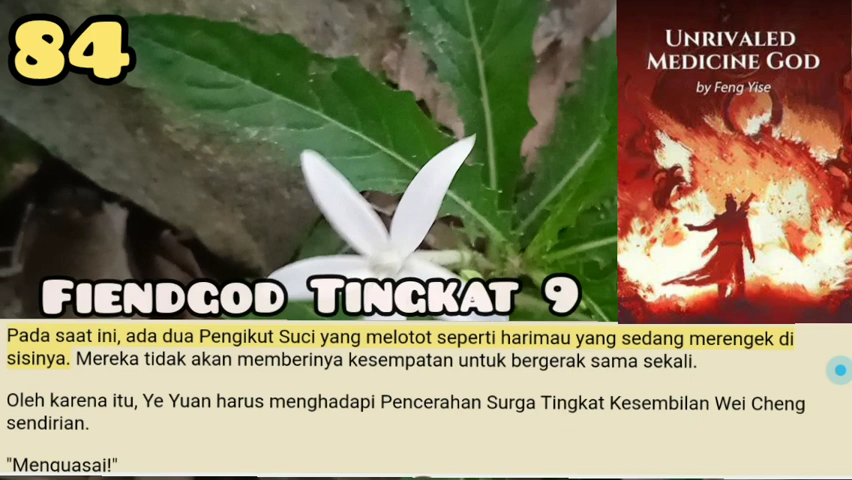 84
UNRIVALED
MEDICINE GOD
by Feng Yise
FIENDGOD TINGKAT 9
Pada saat ini, ada dua Pengikut Suci yang melotot seperti harimau yang sedang merengek di
sisinya. Mereka tidak akan memberinya kesempatan untuk bergerak sama sekali.
Oleh karena itu, Ye Yuan harus menghadapi Pencerahan Surga Tingkat Kesembilan Wei Cheng
sendirian.
"Menguasai!"